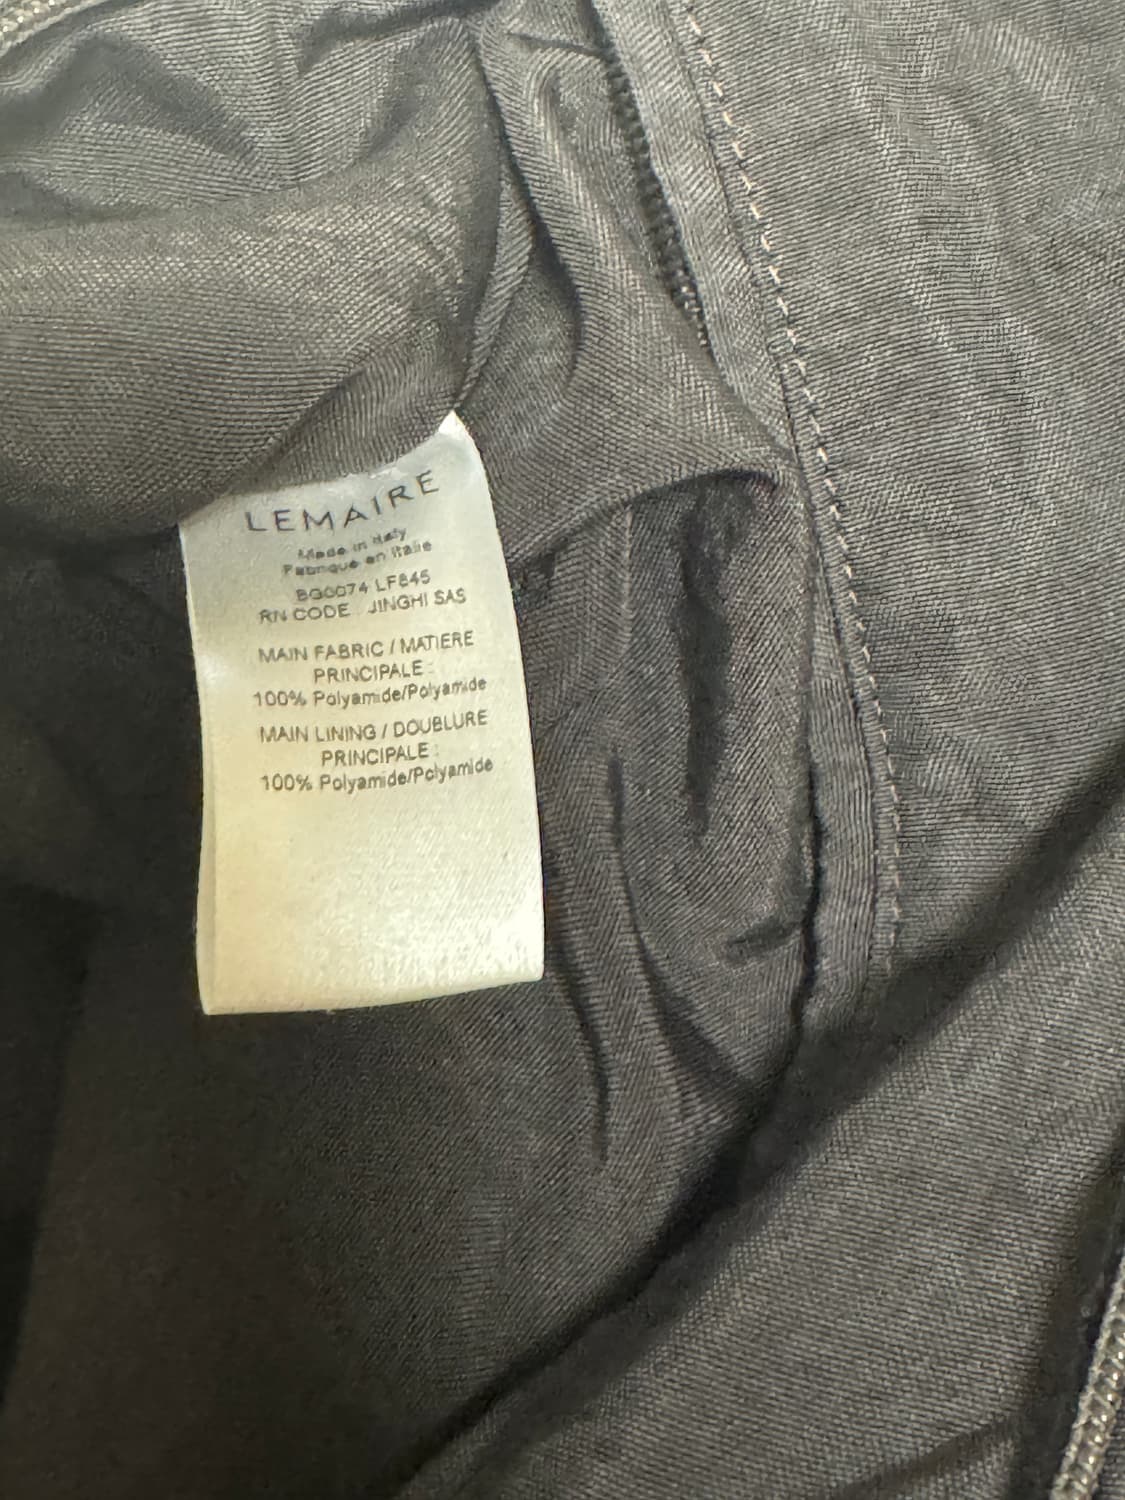 LEMAIRE
Made in Italy
Fabriqué en Italie
BG0074 LF845
RN CODE : JINGHI SAS
MAIN FABRIC / MATIERE
PRINCIPALE :
100% Polyamide/Polyamide
MAIN LINING / DOUBLURE
PRINCIPALE :
100% Polyamide/Polyamide